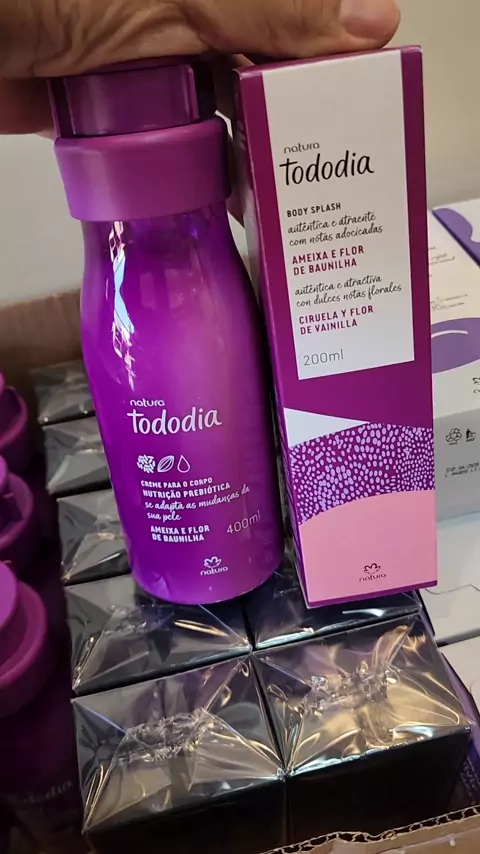 natura
Tododia
CREME PARA O CORPO
NUTRIÇÃO PREBIÓTICA
se adapta as mudanças da
sua pele
AMEIXA E FLOR
DE BAUNILHA
400ml
natura
natura
Tododia
BODY SPLASH
autêntica e atraente
com notas adocicadas
AMEIXA E FLOR
DE BAUNILHA
auténtica e atractiva
con dulces notas florales
CIRUELA Y FLOR
DE VAINILLA
200ml
natura